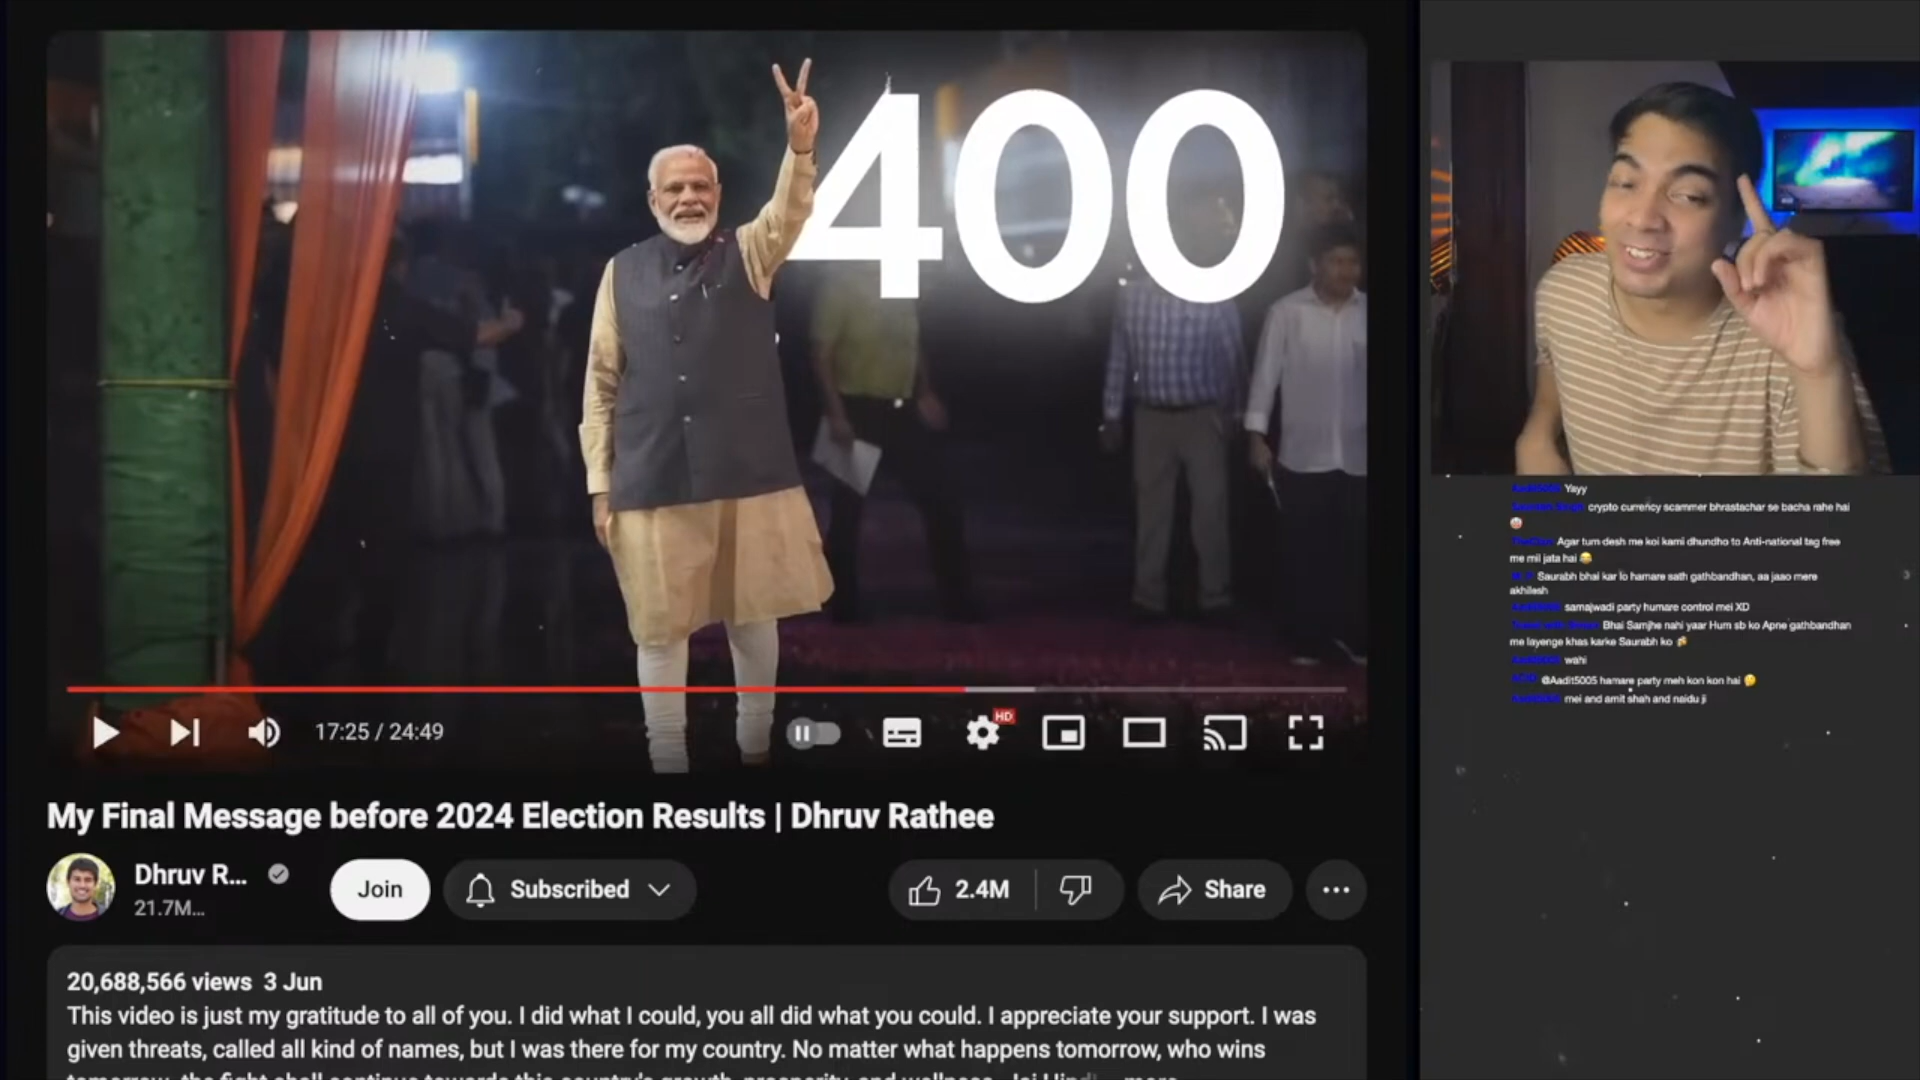 400
HD
17:25 / 24:49
My Final Message before 2024 Election Results | Dhruv Rathee
Dhruv R...
21.7M...
Join
Subscribed
2.4M
Share
20,688,566 views 3 Jun
This video is just my gratitude to all of you. I did what I could, you all did what you could. I appreciate your support. I was
given threats, called all kind of names, but I was there for my country. No matter what happens tomorrow, who wins
Yayy
crypto currency scammer bhrastachar se bacha rahe hai
Agar tum desh me koi kami dhundho to Anti-national tag free
me mil jata hai
Saurabh bhai kar lo hamare sath gathbandhan, aa jaao mere
akhilesh
samajwadi party humare control mei XD
Bhai Samjhe nahi yaar Hum sb ko Apne gathbandhan
me layenge khas karke Saurabh ko
wahi
@Aadit5005 hamare party meh kon kon hai
mei and amit shah and naidu ji